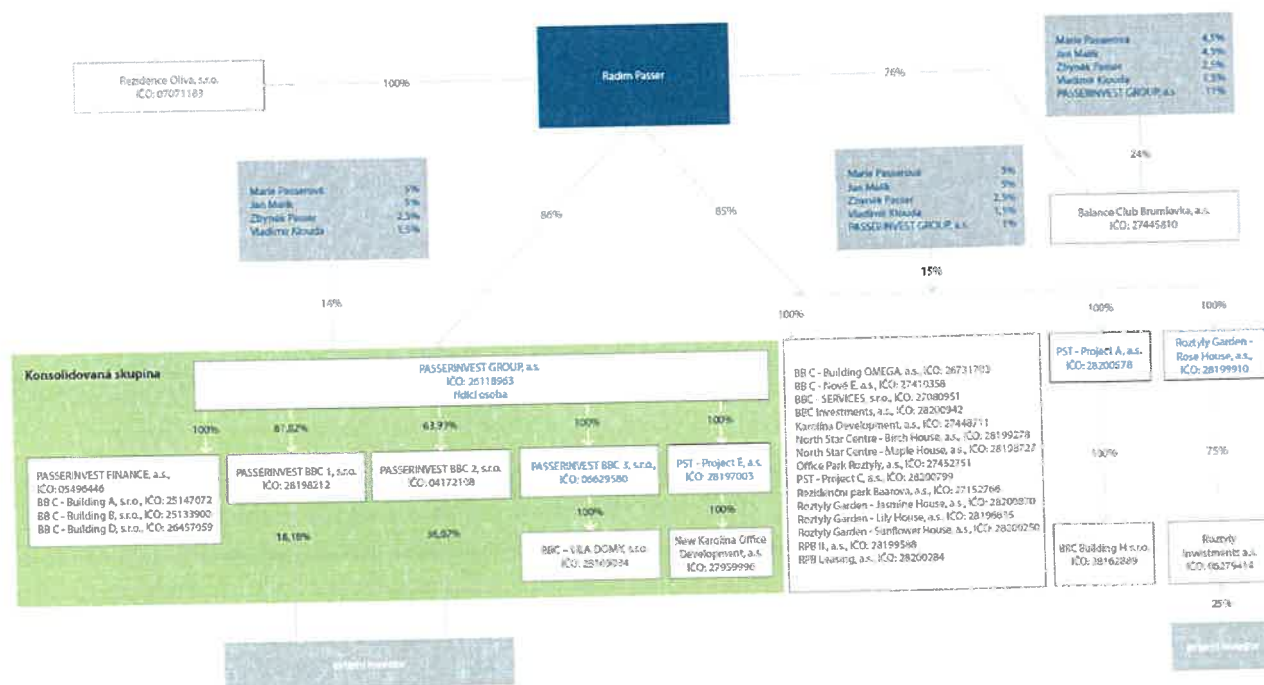 Rezidence Oliva, s.r.o.
IČO: 07071183
100%
Radim Passer
76%
Marie Passerová 4,5%
Jan Malík 4,5%
Zbyněk Passer 2,5%
Vladimír Klouda 1,5%
PASSERINVEST GROUP, a.s. 11%
24%
Balance Club Brumlovka, a.s.
IČO: 27445810
Marie Passerová 5%
Jan Malík 5%
Zbyněk Passer 2,5%
Vladimír Klouda 1,5%
14%
86%
85%
Marie Passerová 5%
Jan Malík 5%
Zbyněk Passer 2,5%
Vladimír Klouda 1,5%
PASSERINVEST GROUP, a.s. 1%
15%
100%
100%
100%
Konsolidovaná skupina
PASSERINVEST GROUP, a.s.
IČO: 26118963
řídící osoba
100%
81,82%
63,93%
100%
100%
PASSERINVEST FINANCE, a.s.,
IČO: 05496446
BB C - Building A, s.r.o., IČO: 25147072
BB C - Building B, s.r.o., IČO: 25133900
BB C - Building D, s.r.o., IČO: 26457959
PASSERINVEST BBC 1, s.r.o.
IČO: 28198212
PASSERINVEST BBC 2, s.r.o.
IČO: 04172108
PASSERINVEST BBC 3, s.r.o.,
IČO: 06629580
PST - Project E, a.s.
IČO: 28197003
18,18%
36,07%
100%
100%
BBC – VILA DOMY, s.r.o.
New Karolina Office
Development, a.s.
IČO: 27959996
BB C - Building OMEGA, a.s., IČO: 26731703
BB C - Nové E, a.s., IČO: 27410358
BBC - SERVICES, s.r.o., IČO: 27080951
BBC Investments, a.s., IČO: 28200942
Karolína Development, a.s., IČO: 27448711
North Star Centre - Birch House, a.s., IČO: 28199278
North Star Centre - Maple House, a.s., IČO: 28198727
Office Park Roztyly, a.s., IČO: 27452751
PST - Project C, a.s., IČO: 28200799
Rezidenční park Baarova, a.s., IČO: 27152766
Roztyly Garden - Jasmine House, a.s., IČO: 28200870
Roztyly Garden - Lily House, a.s., IČO: 28196635
Roztyly Garden - Sunflower House, a.s., IČO: 28200250
RPB II., a.s., IČO: 28199588
RPB Leasing, a.s., IČO: 28200284
PST - Project A, a.s.
IČO: 28200578
Roztyly Garden -
Rose House, a.s.,
IČO: 28199910
100%
75%
BBC Building H s.r.o.
IČO: 28162889
Roztyly
Investments a.s.
IČO: 06279414
25%